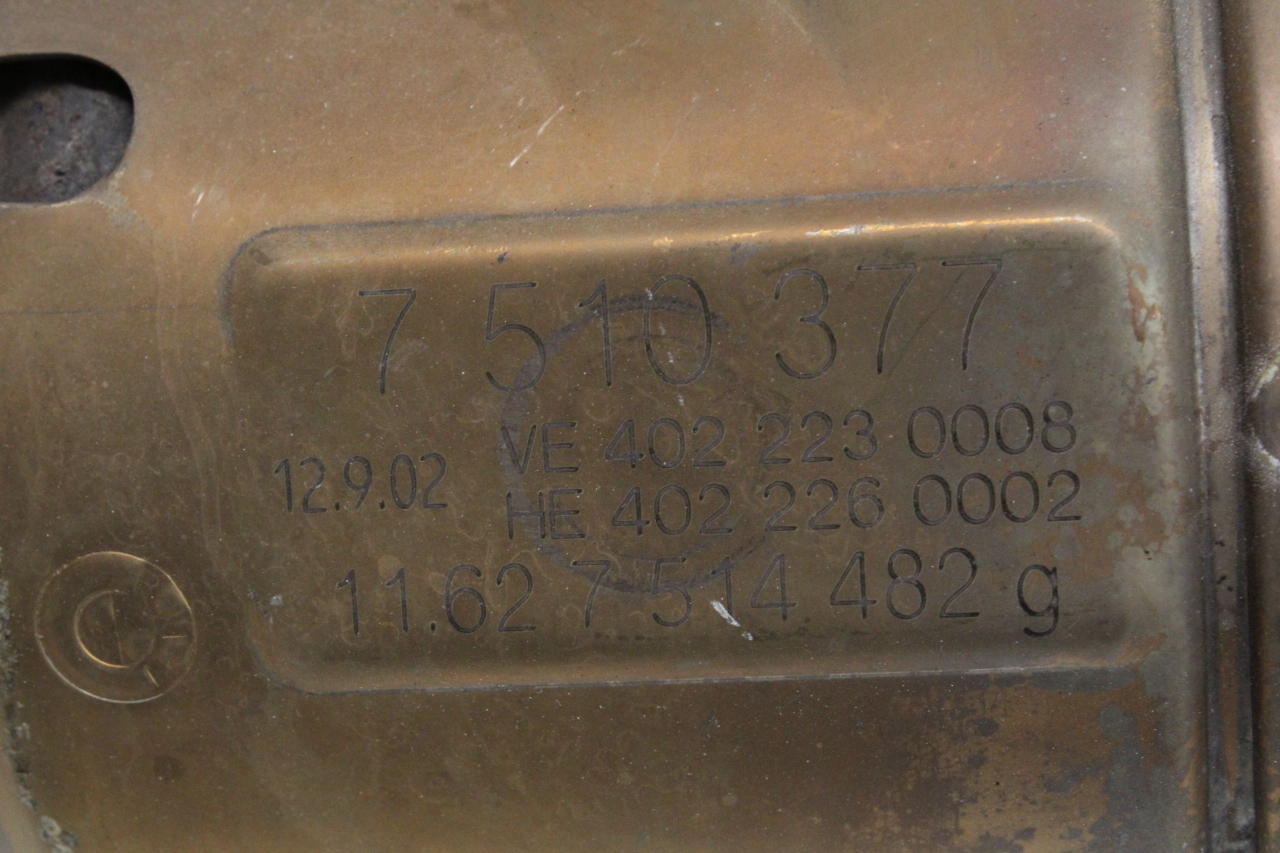 7 510 377
VE 402 223 0008
12.9.02
HE 402 226 0002
11.62 7 514 482 g